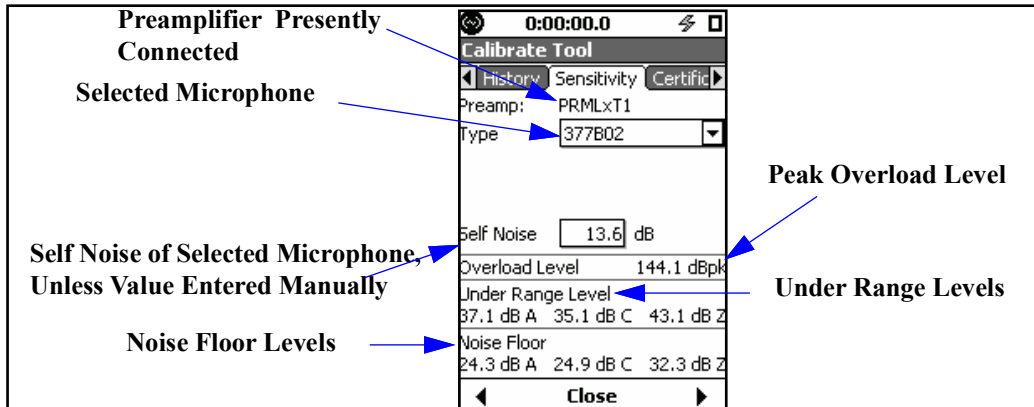 Preamplifier Presently
Connected
Selected Microphone
Self Noise of Selected Microphone,
Unless Value Entered Manually
Noise Floor Levels
0:00:00.0
Calibrate Tool
History Sensitivity Certific
Preamp: PRMLxT1
Type 377B02
Self Noise 13.6 dB
Overload Level 144.1 dBpk
Under Range Level
37.1 dB A 35.1 dB C 43.1 dB Z
Noise Floor
24.3 dB A 24.9 dB C 32.3 dB Z
Close
Peak Overload Level
Under Range Levels